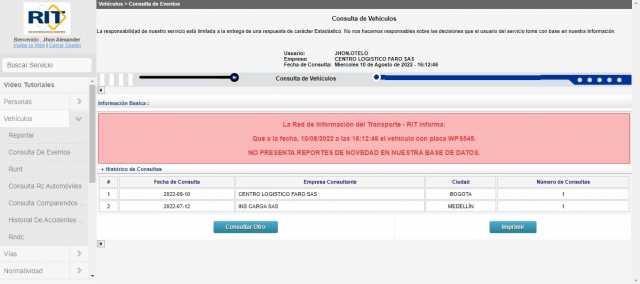 Vehículos > Consulta de Eventos
RIT
Bienvenido: Jhon Alexander
Visitar la Web | Cerrar Sesión
Buscar Servicio
Video Tutoriales
Personas
Vehículos
Reportar
Consulta De Eventos
Runt
Consulta Rc Automóviles
Consulta Comparendos ...
Historial De Accidentes ...
Rndc
Vías
Normatividad
Consulta de Vehículos
La responsabilidad de nuestro servicio está limitada a la entrega de una respuesta de carácter Estadístico. No nos hacemos responsables sobre las decisiones que el usuario del servicio tome con base en nuestra información.
Usuario: JHON.OTELO
Empresa: CENTRO LOGISTICO FARO SAS
Fecha de Consulta: Miercoles 10 de Agosto de 2022 - 16:12:46
Consulta de Vehículos
Información Basica ::
La Red de Información del Transporte - RIT informa:
Que a la fecha, 10/08/2022 a las 16:12:46 el vehículo con placa
NO PRESENTA REPORTES DE NOVEDAD EN NUESTRA BASE DE DATOS.
Histórico de Consultas
# Fecha de Consulta Empresa Consultante Ciudad Número de Consultas
1 2022-08-10 CENTRO LOGISTICO FARO SAS BOGOTA 1
2 2022-07-12 CARGA SAS MEDELLÍN 1
Consultar Otro Imprimir